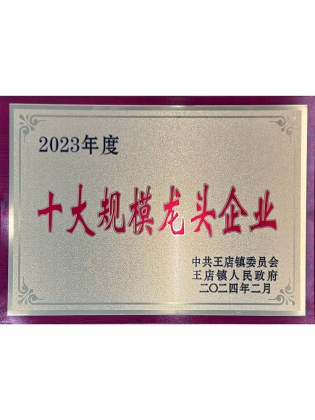 2023年度
十大规模龙头企业
中共王店镇委员会
王店镇人民政府
二〇二四年二月